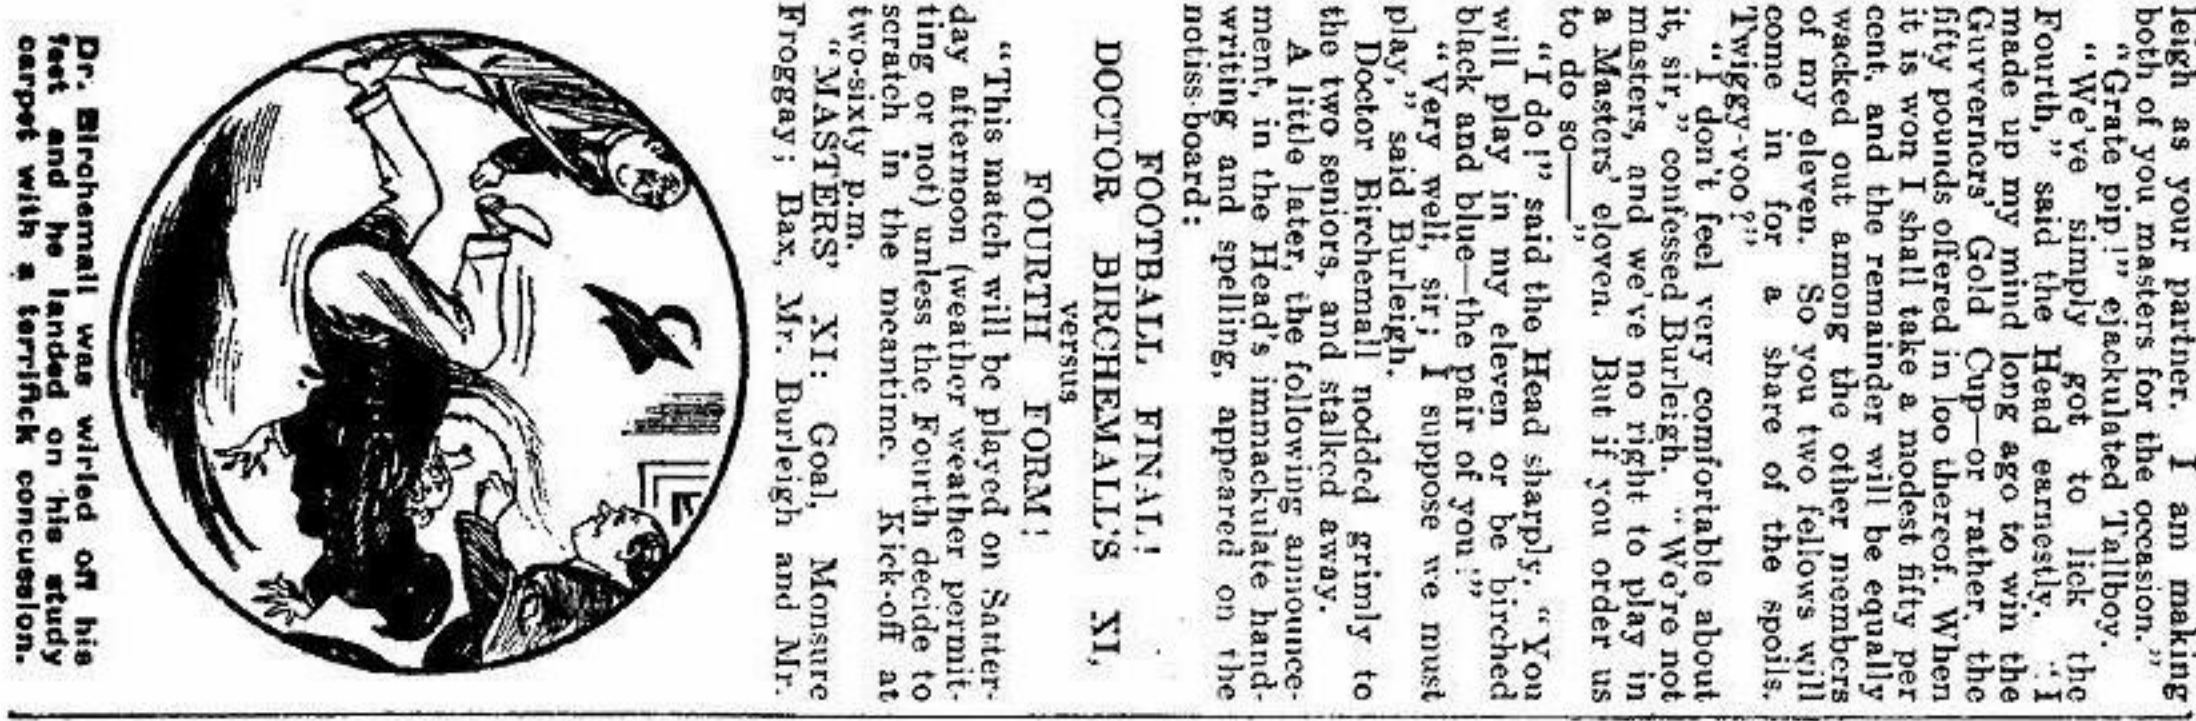 leigh as your partner. I am making
both of you masters for the occasion."
"Grate pip!" ejackulated Tallboy.
"We've simply got to lick the
Fourth," said the Head earnestly. "I
made up my mind long ago to win the
Guvverners' Gold Cup—or rather, the
fifty pounds offered in loo thereof. When
it is won I shall take a modest fifty per
cent, and the remainder will be equally
wacked out among the other members
of my eleven. So you two fellows will
come in for a share of the spoils.
Twiggy-voo?"
"I don't feel very comfortable about
it, sir," confessed Burleigh. "We're not
masters, and we've no right to play in
a Masters' eleven. But if you order us
to do so——"
"I do!" said the Head sharply. "You
will play in my eleven or be birched
black and blue—the pair of you!"
"Very well, sir; I suppose we must
play," said Burleigh.
Doctor Birchemall nodded grimly to
the two seniors, and stalked away.
A little later, the following announce-
ment, in the Head's immackulate hand-
writing and spelling, appeared on the
notiss-board:
FOOTBALL FINAL!
DOCTOR BIRCHEMALL'S XI,
versus
FOURTH FORM!
"This match will be played on Satter-
day afternoon (weather weather permit-
ting or not) unless the Fourth decide to
scratch in the meantime. Kick-off at
two-sixty p.m.
"MASTERS' XI: Goal, Monsure
Froggay; Bax, Mr. Burleigh and Mr.
Dr. Birchemall was wirled off his
feet and he landed on his study
carpet with a terrifick concussion.